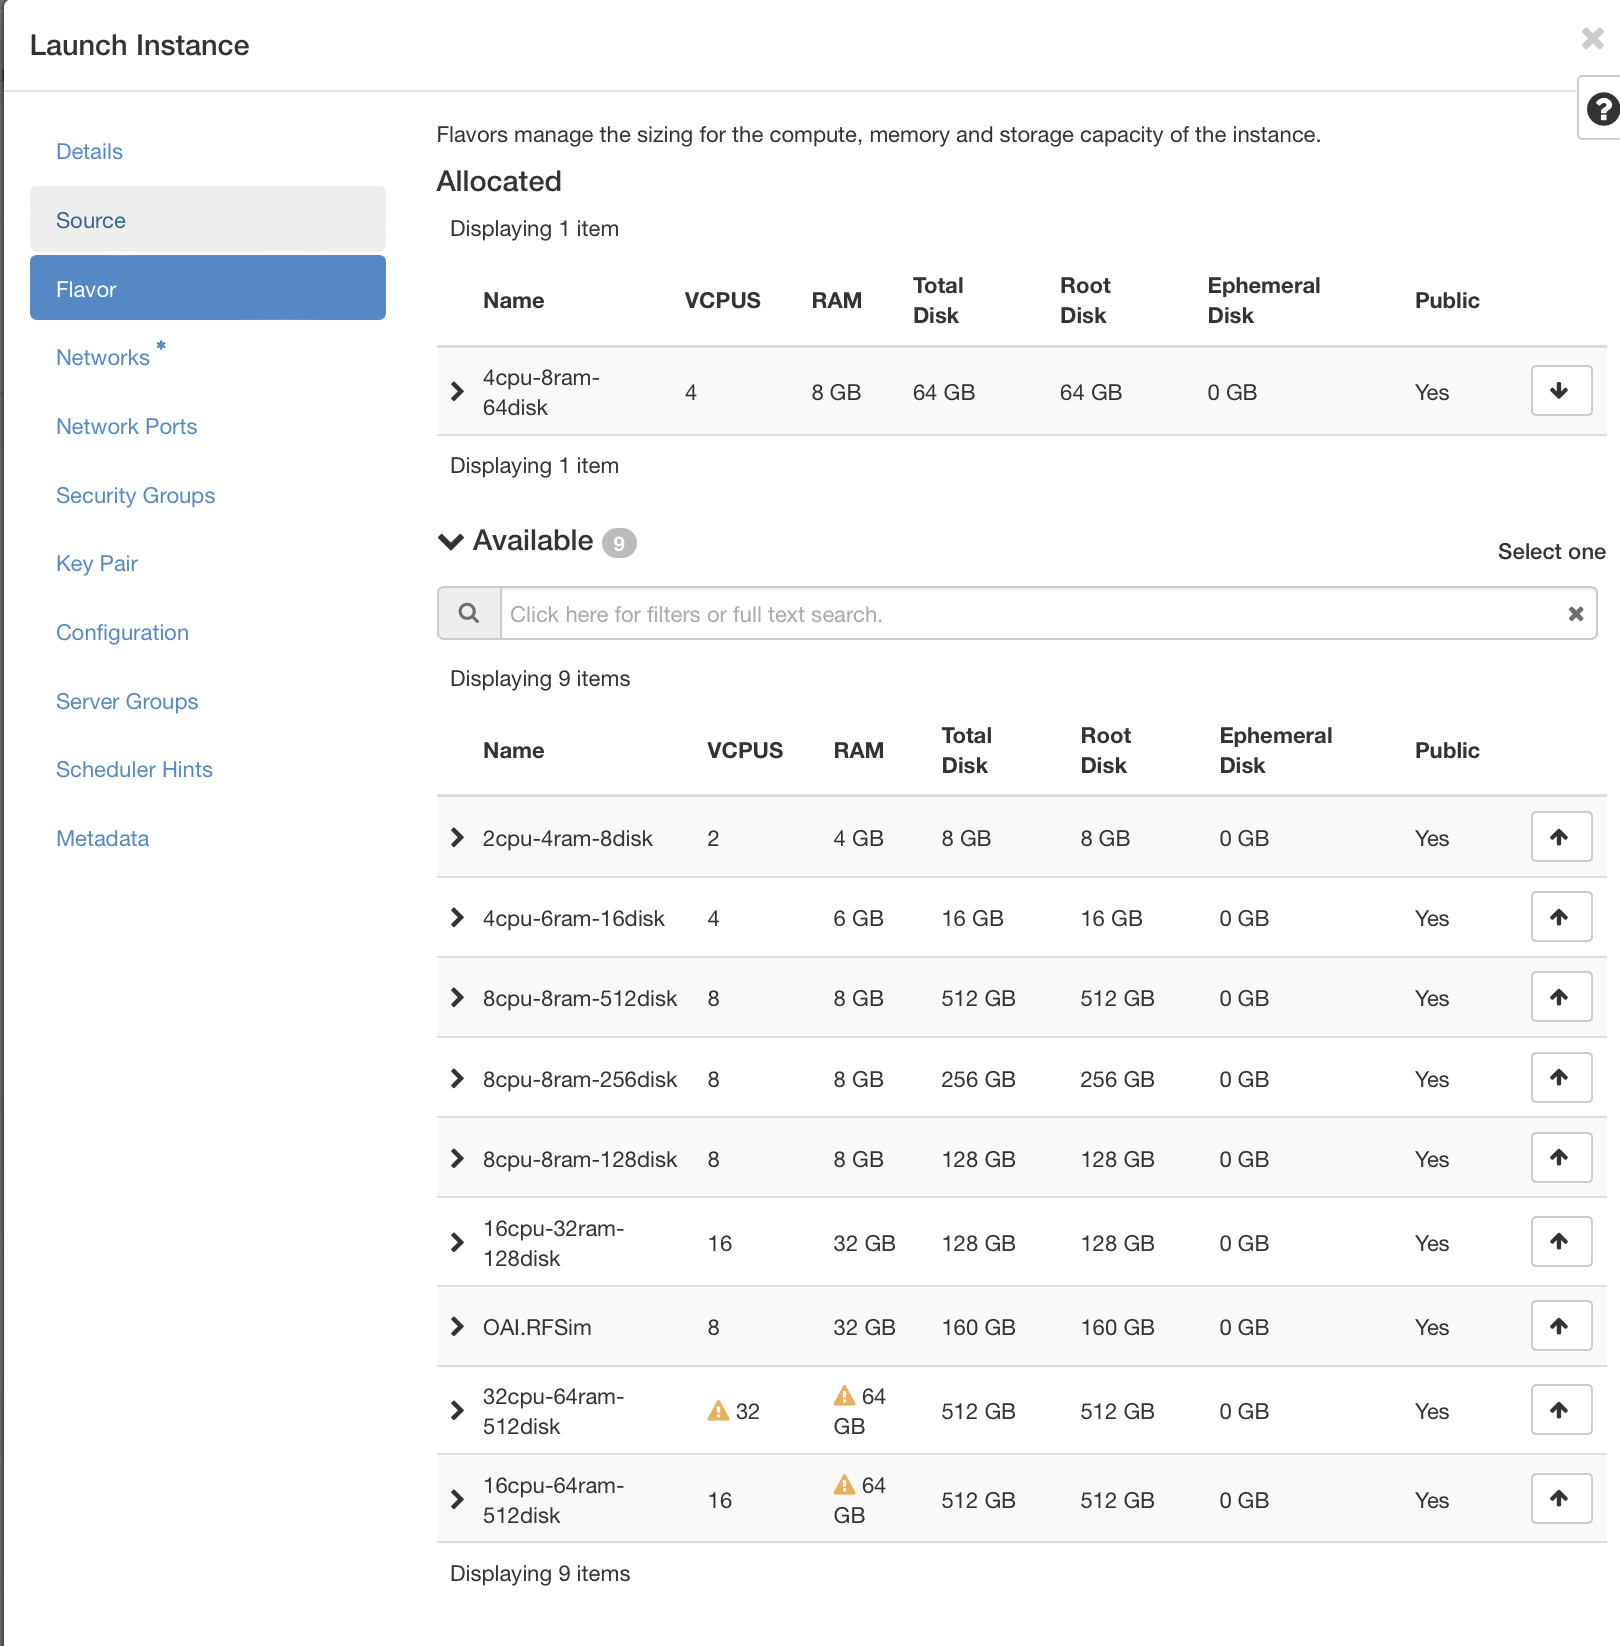 Launch Instance
Details
Source
Flavor
Networks *
Network Ports
Security Groups
Key Pair
Configuration
Server Groups
Scheduler Hints
Metadata
Flavors manage the sizing for the compute, memory and storage capacity of the instance.
Allocated
Displaying 1 item
Name VCPUS RAM Total Disk Root Disk Ephemeral Disk Public
4cpu-8ram-64disk 4 8 GB 64 GB 64 GB 0 GB Yes
Displaying 1 item
Available 9
Select one
Click here for filters or full text search.
Displaying 9 items
Name VCPUS RAM Total Disk Root Disk Ephemeral Disk Public
2cpu-4ram-8disk 2 4 GB 8 GB 8 GB 0 GB Yes
4cpu-6ram-16disk 4 6 GB 16 GB 16 GB 0 GB Yes
8cpu-8ram-512disk 8 8 GB 512 GB 512 GB 0 GB Yes
8cpu-8ram-256disk 8 8 GB 256 GB 256 GB 0 GB Yes
8cpu-8ram-128disk 8 8 GB 128 GB 128 GB 0 GB Yes
16cpu-32ram-128disk 16 32 GB 128 GB 128 GB 0 GB Yes
OAI.RFSim 8 32 GB 160 GB 160 GB 0 GB Yes
32cpu-64ram-512disk 32 64 GB 512 GB 512 GB 0 GB Yes
16cpu-64ram-512disk 16 64 GB 512 GB 512 GB 0 GB Yes
Displaying 9 items